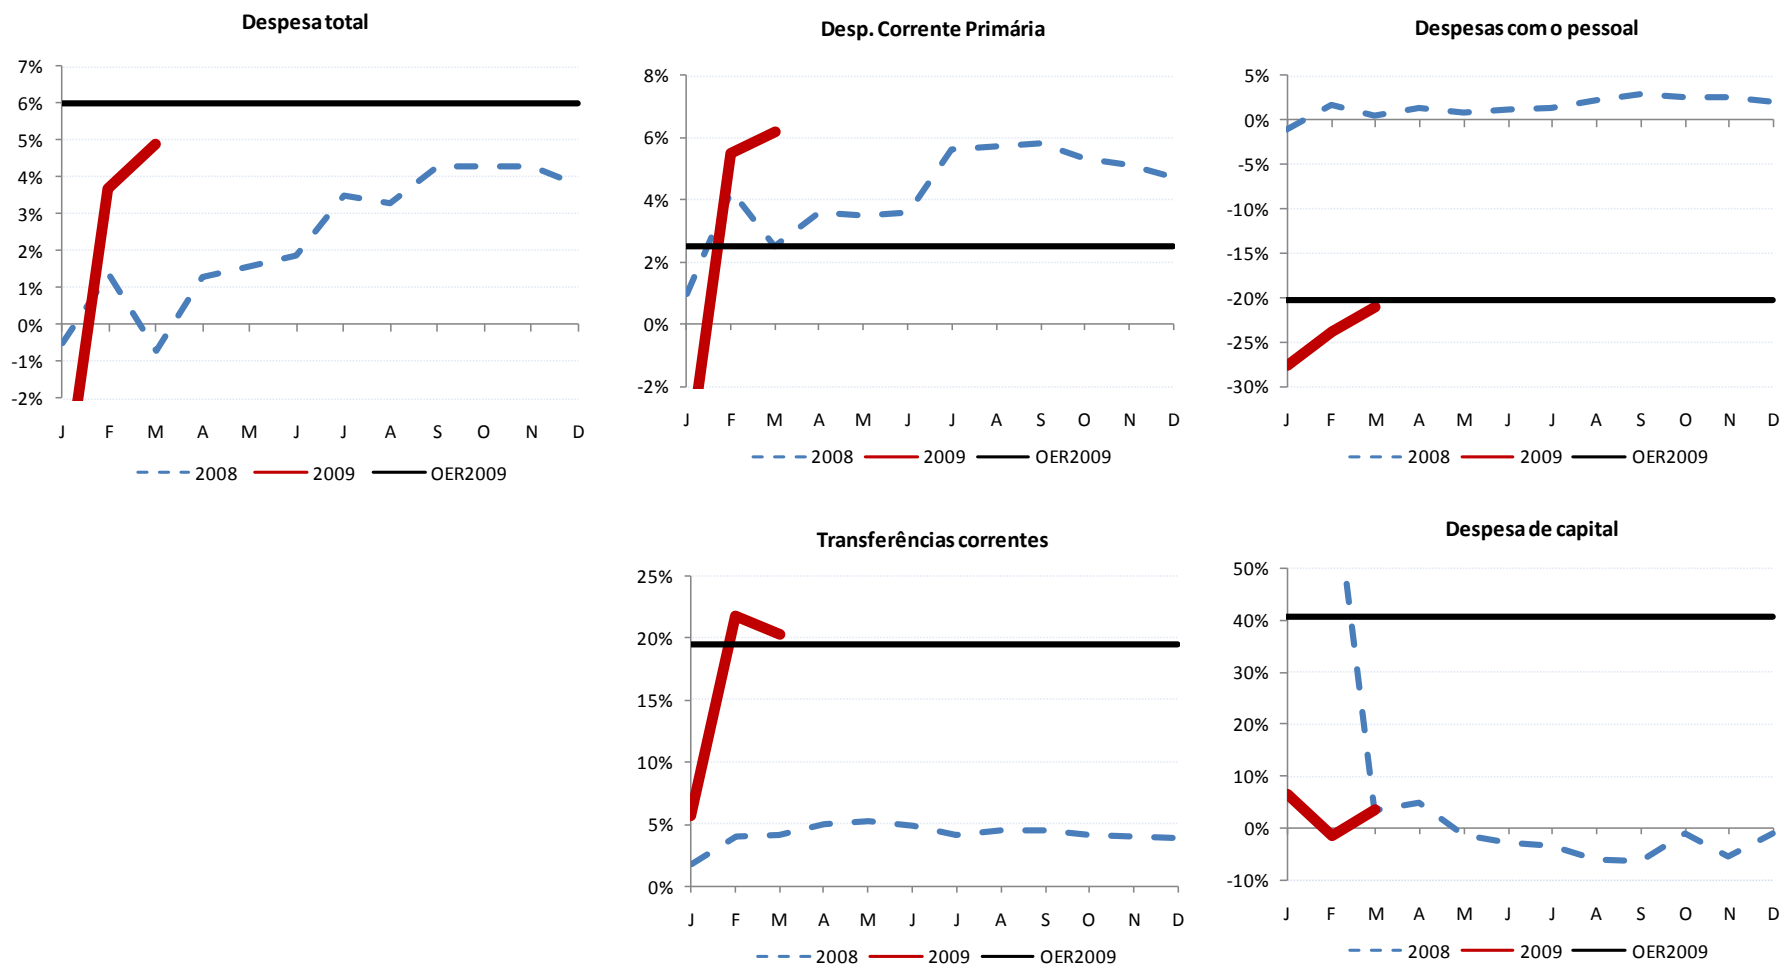 Despesa total
7%
6%
5%
4%
3%
2%
1%
0%
-1%
-2%
J F M A M J J A S O N D
2008 2009 OER2009
Desp. Corrente Primária
8%
6%
4%
2%
0%
-2%
J F M A M J J A S O N D
2008 2009 OER2009
Despesas com o pessoal
5%
0%
-5%
-10%
-15%
-20%
-25%
-30%
J F M A M J J A S O N D
2008 2009 OER2009
Transferências correntes
25%
20%
15%
10%
5%
0%
J F M A M J J A S O N D
2008 2009 OER2009
Despesa de capital
50%
40%
30%
20%
10%
0%
-10%
J F M A M J J A S O N D
2008 2009 OER2009